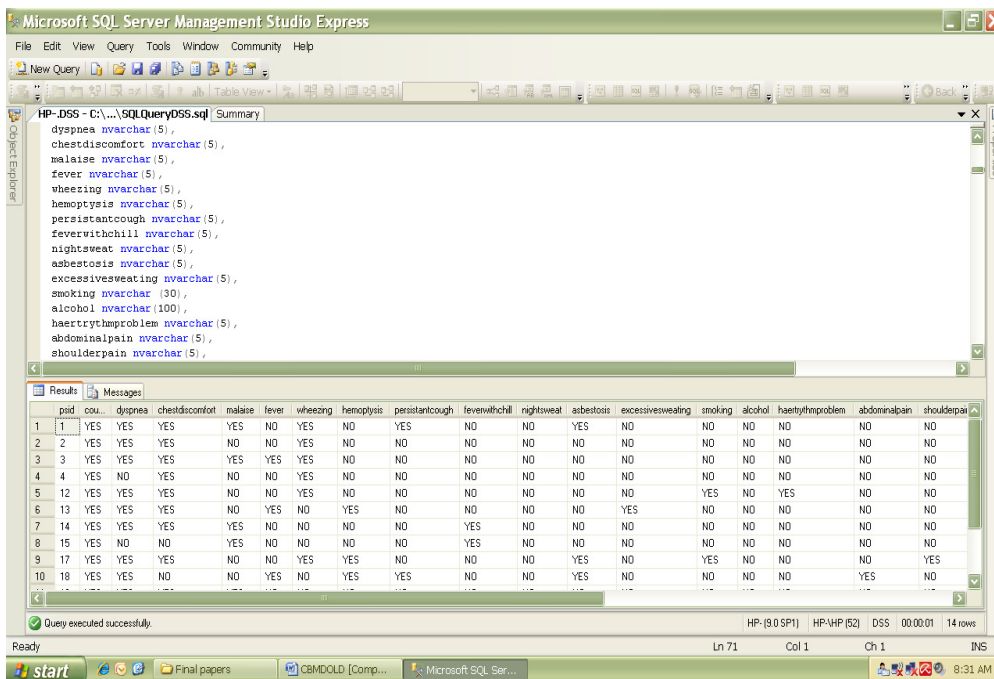 Microsoft SQL Server Management Studio Express
File Edit View Query Tools Window Community Help
New Query
Table View
Back
HP-.DSS - C:\...\SQLQueryDSS.sql Summary
Object Explorer
dyspnea nvarchar(5),
chestdiscomfort nvarchar(5),
malaise nvarchar(5),
fever nvarchar(5),
wheezing nvarchar(5),
hemoptysis nvarchar(5),
persistantcough nvarchar(5),
feverwithchill nvarchar(5),
nightsweat nvarchar(5),
asbestosis nvarchar(5),
excessivesweating nvarchar(5),
smoking nvarchar (30),
alcohol nvarchar(100),
haertrythmproblem nvarchar(5),
abdominalpain nvarchar(5),
shoulderpain nvarchar(5),
Results Messages
psid cou... dyspnea chestdiscomfort malaise fever wheezing hemoptysis persistantcough feverwithchill nightsweat asbestosis excessivesweating smoking alcohol haertrythmproblem abdominalpain shoulderpain
1 1 YES YES YES YES NO YES NO YES NO NO YES NO NO NO NO NO NO
2 2 YES YES YES NO NO YES NO NO NO NO NO NO NO NO NO NO NO
3 3 YES YES YES YES YES YES NO NO NO NO NO NO NO NO NO NO NO
4 4 YES NO YES NO NO NO NO NO NO NO NO NO NO NO NO NO NO
5 12 YES YES YES NO NO YES NO NO NO NO NO NO YES NO YES NO NO
6 13 YES YES YES NO YES NO YES NO NO NO NO YES NO NO NO NO NO
7 14 YES YES YES YES NO NO NO NO YES NO NO NO NO NO NO NO NO
8 15 YES NO NO YES NO NO NO NO YES NO NO NO NO NO NO NO NO
9 17 YES YES YES NO NO YES YES NO NO NO YES NO YES NO NO NO YES
10 18 YES YES NO NO YES NO YES YES NO NO YES NO NO NO NO YES NO
Query executed successfully. HP- (9.0 SP1) HP-\HP (52) DSS 00:00:01 14 rows
Ready Ln 71 Col 1 Ch 1 INS
start Final papers CBMDOLD [Comp... Microsoft SQL Ser... 8:31 AM